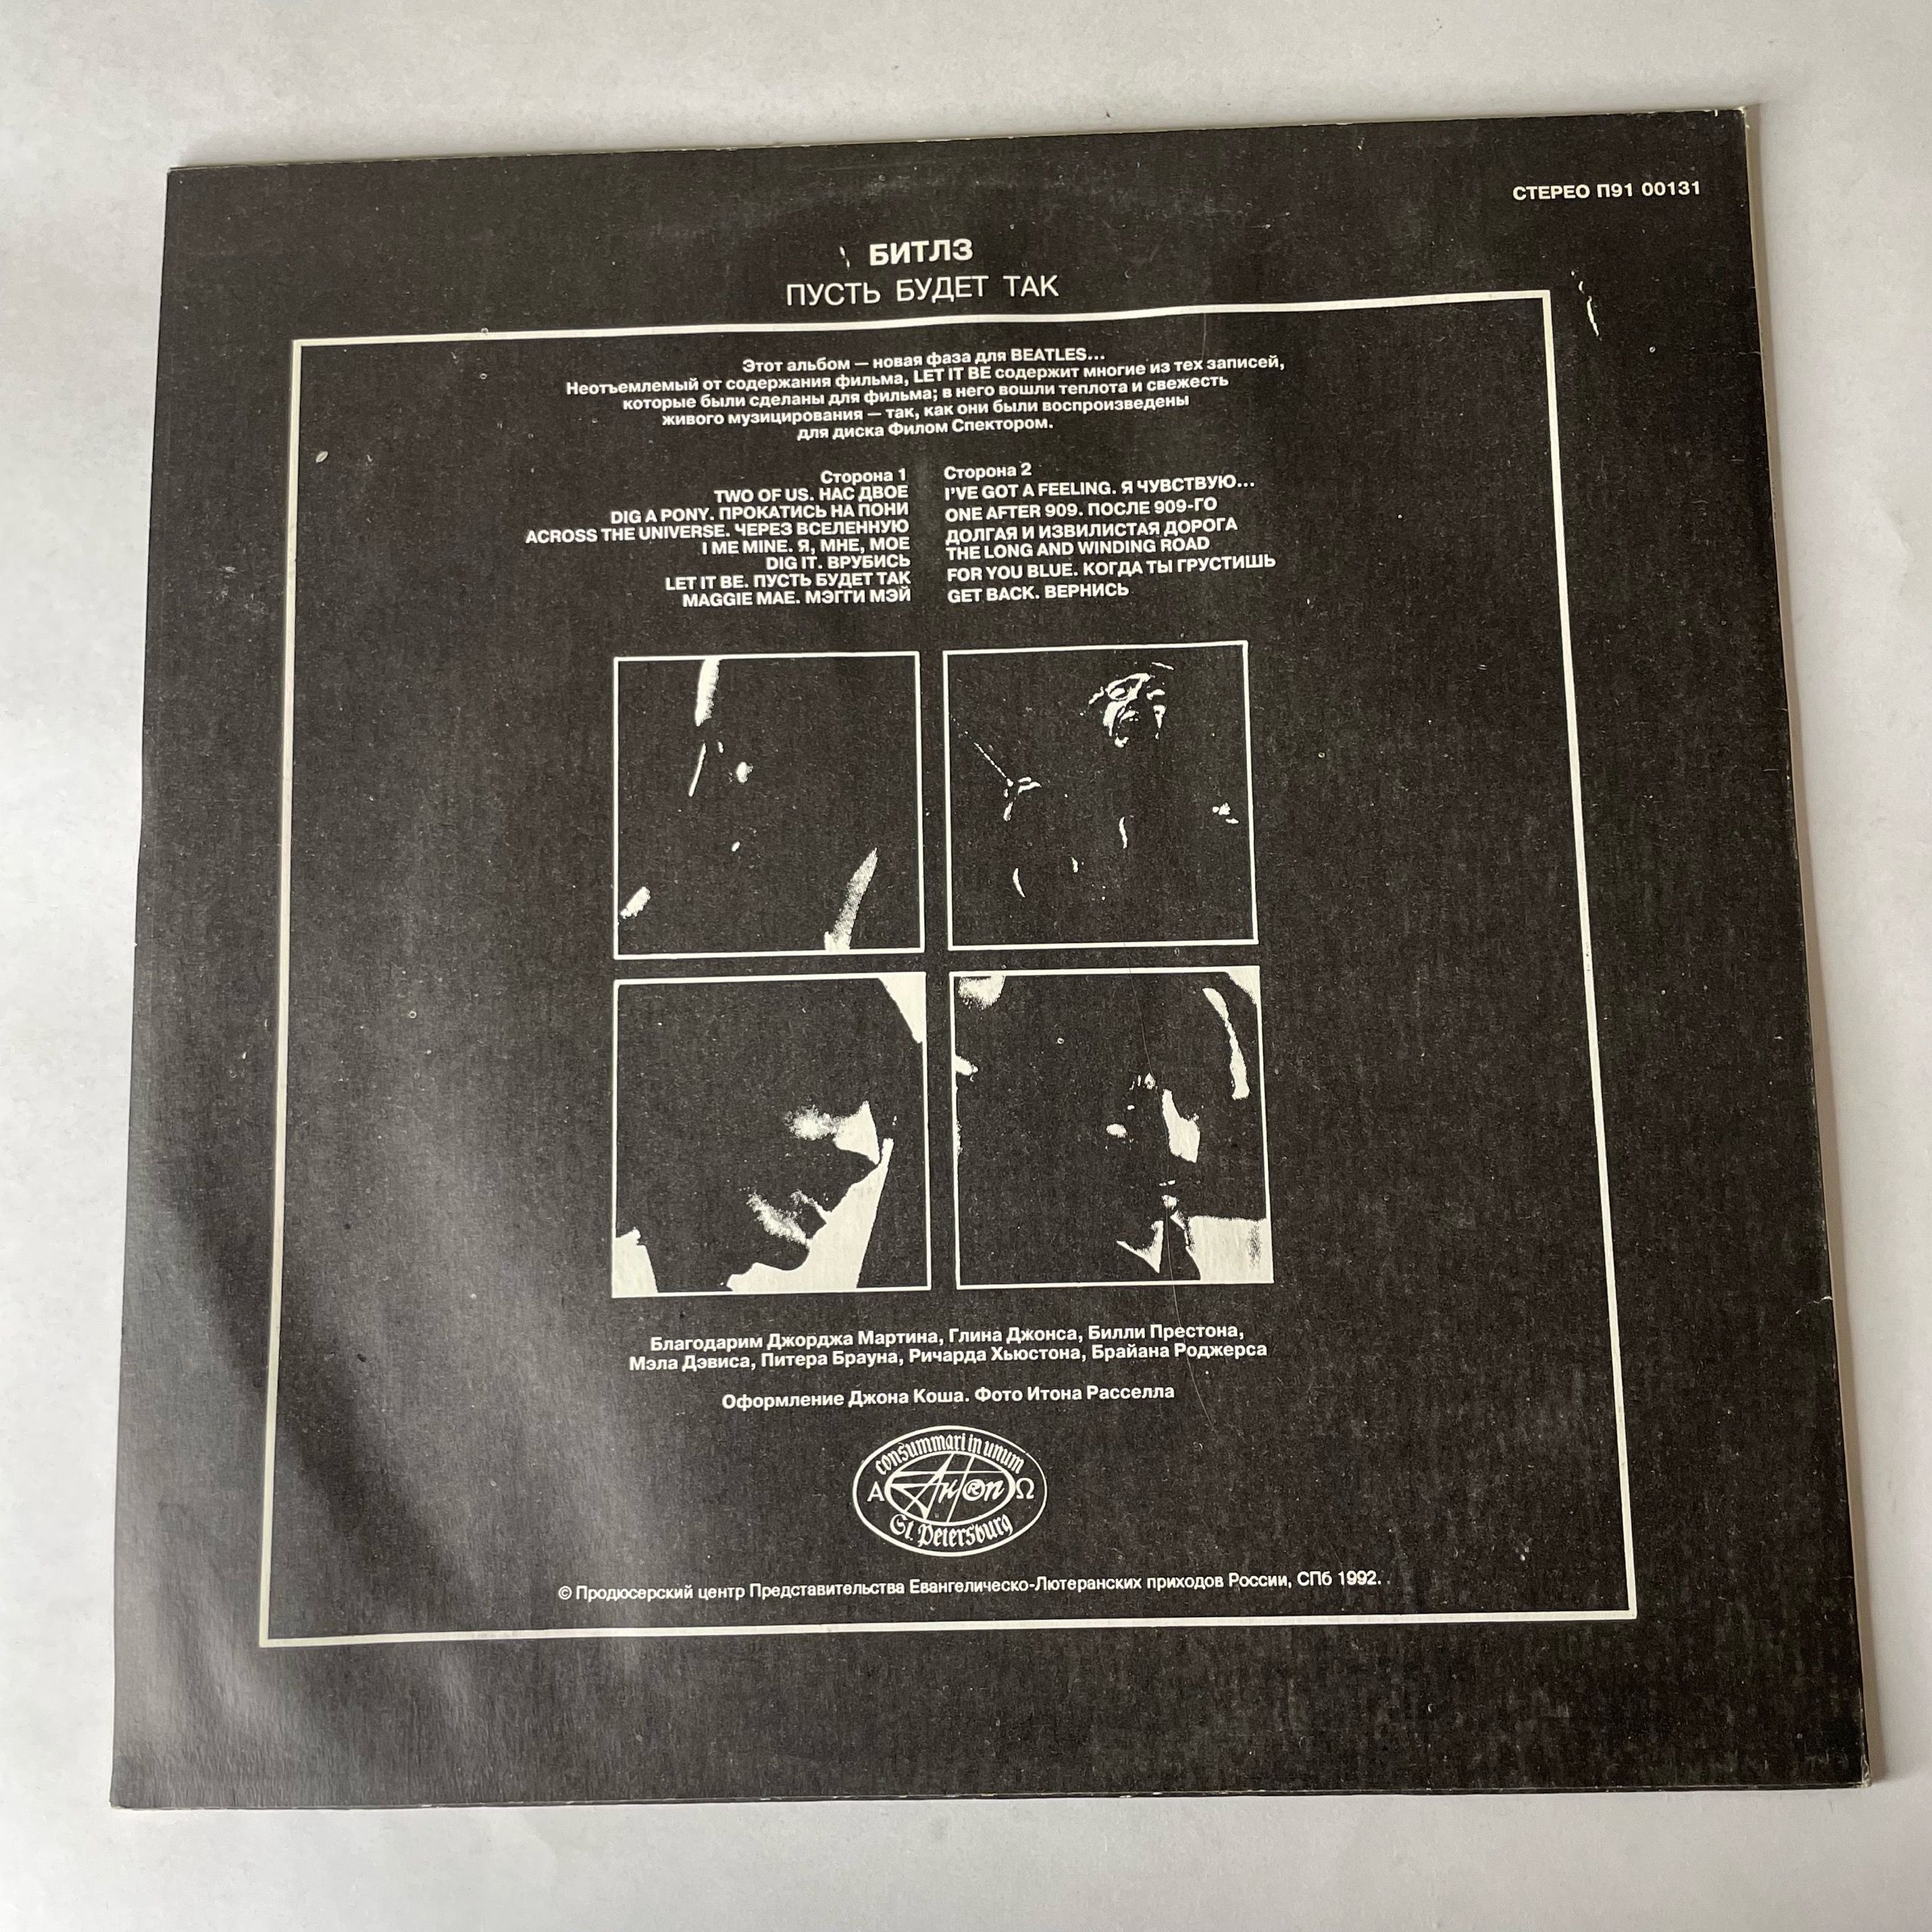 СТЕРЕО П91 00131
БИТЛЗ
ПУСТЬ БУДЕТ ТАК
Этот альбом — новая фаза для BEATLES...
Неотъемлемый от содержания фильма, LET IT BE содержит многие из тех записей,
которые были сделаны для фильма; в него вошли теплота и свежесть
живого музицирования — так, как они были воспроизведены
для диска Филом Спектором.
Сторона 1
TWO OF US. НАС ДВОЕ
DIG A PONY. ПРОКАТИСЬ НА ПОНИ
ACROSS THE UNIVERSE. ЧЕРЕЗ ВСЕЛЕННУЮ
I ME MINE. Я, МНЕ, МОЕ
DIG IT. ВРУБИСЬ
LET IT BE. ПУСТЬ БУДЕТ ТАК
MAGGIE MAE. МЭГГИ МЭЙ
Сторона 2
I'VE GOT A FEELING. Я ЧУВСТВУЮ...
ONE AFTER 909. ПОСЛЕ 909-ГО
ДОЛГАЯ И ИЗВИЛИСТАЯ ДОРОГА
THE LONG AND WINDING ROAD
FOR YOU BLUE. КОГДА ТЫ ГРУСТИШЬ
GET BACK. ВЕРНИСЬ
Благодарим Джорджа Мартина, Глина Джонса, Билли Престона,
Мэла Дэвиса, Питера Брауна, Ричарда Хьюстона, Брайана Роджерса
Оформление Джона Коша. Фото Итона Расселла
consummari in unum
А Антоп Ω
St. Petersburg
© Продюсерский центр Представительства Евангелическо-Лютеранских приходов России, СПб 1992.